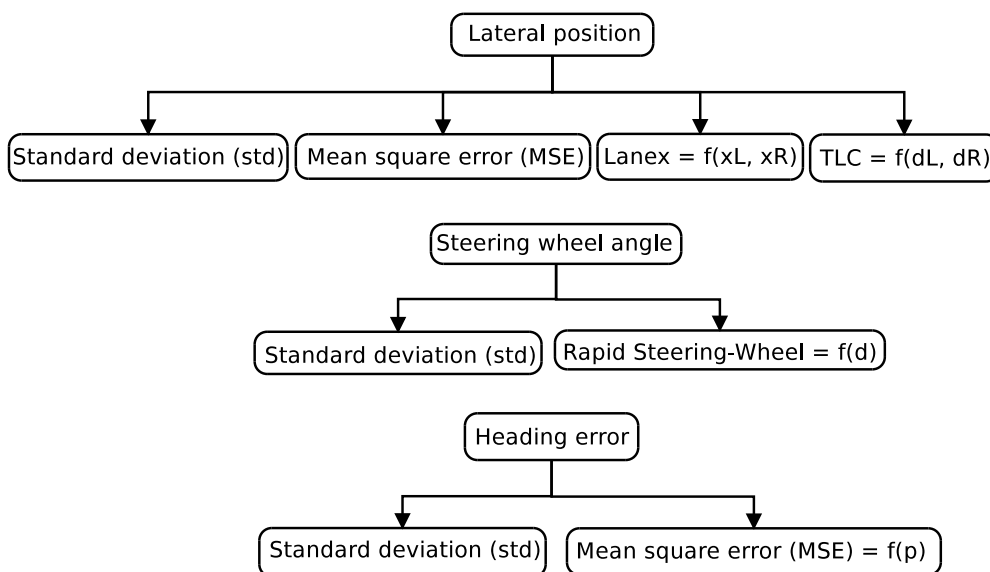 Lateral position
Standard deviation (std)
Mean square error (MSE)
Lanex = f(xL, xR)
TLC = f(dL, dR)
Steering wheel angle
Standard deviation (std)
Rapid Steering-Wheel = f(d)
Heading error
Standard deviation (std)
Mean square error (MSE) = f(p)